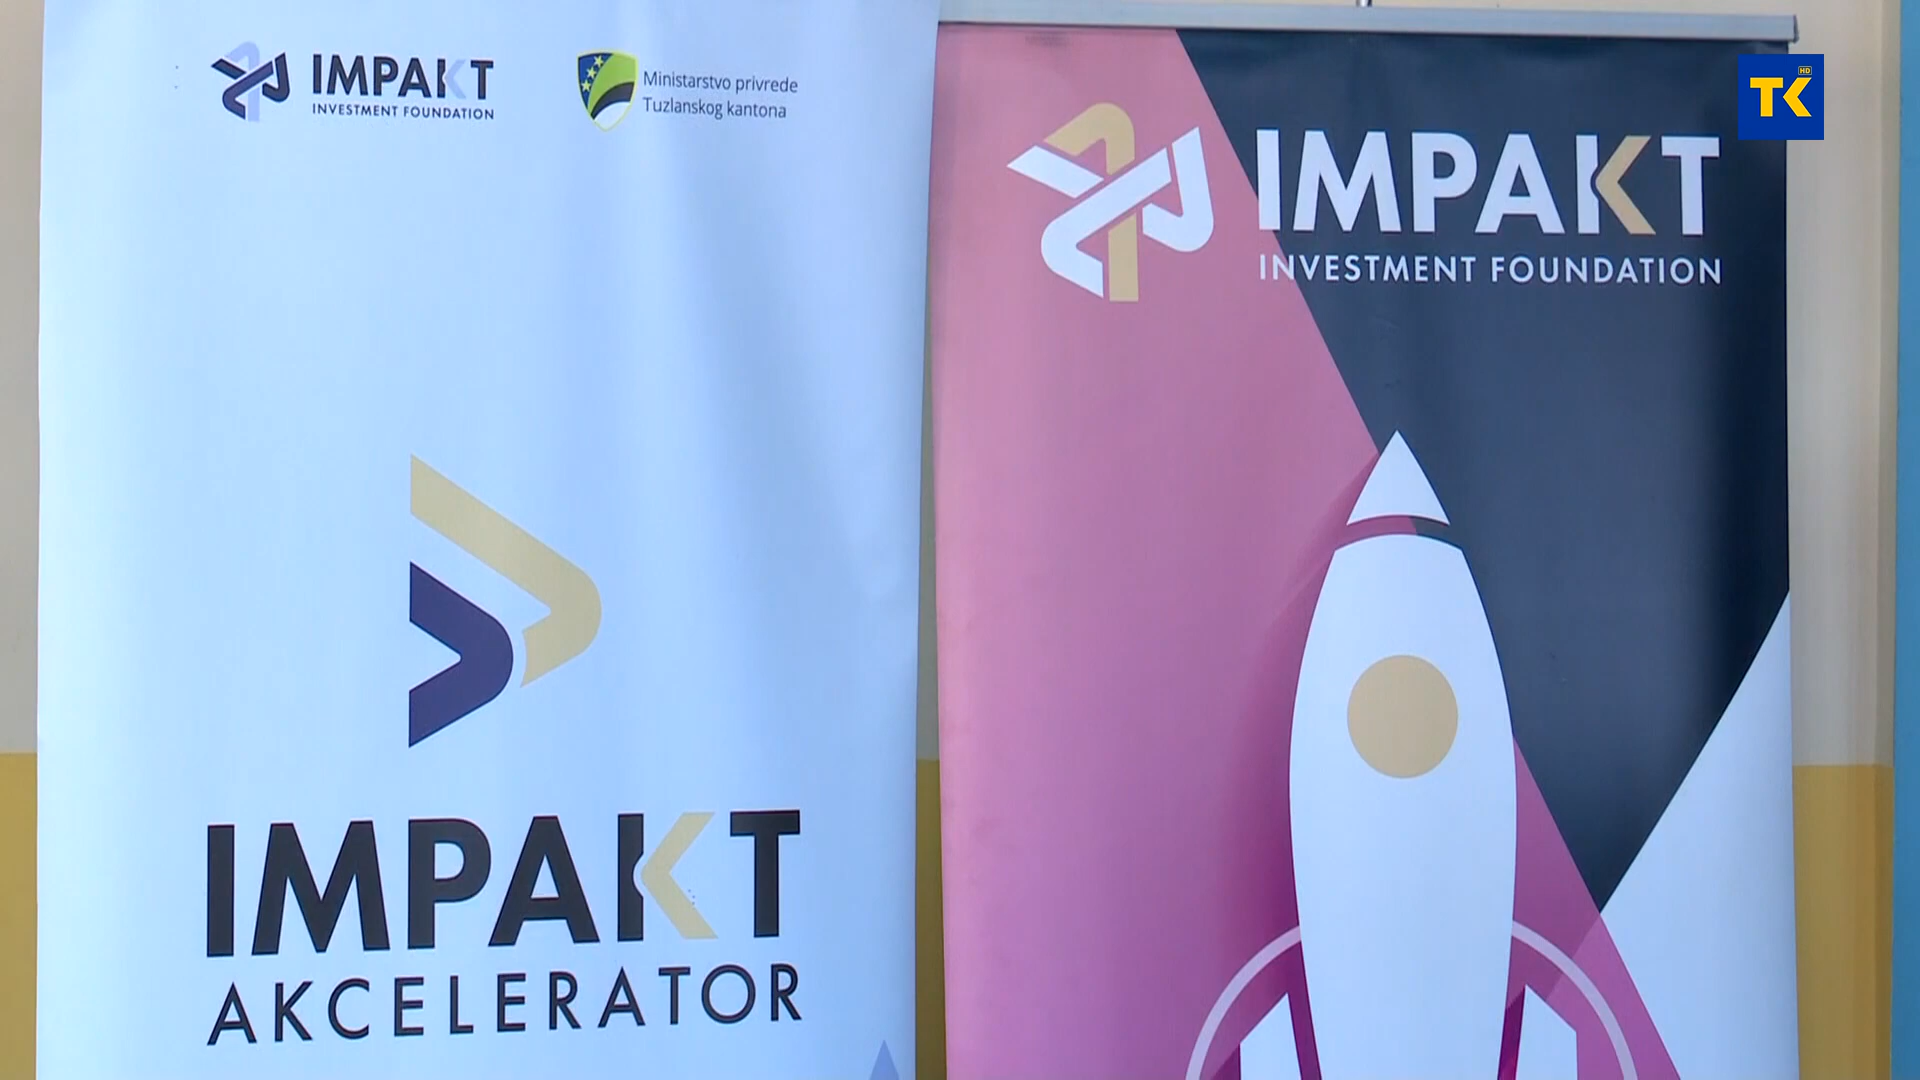 IMPAKT
INVESTMENT FOUNDATION
Ministarstvo privrede
Tuzlanskog kantona
IMPAKT
AKCELERATOR
IMPAKT
INVESTMENT FOUNDATION
TK HD